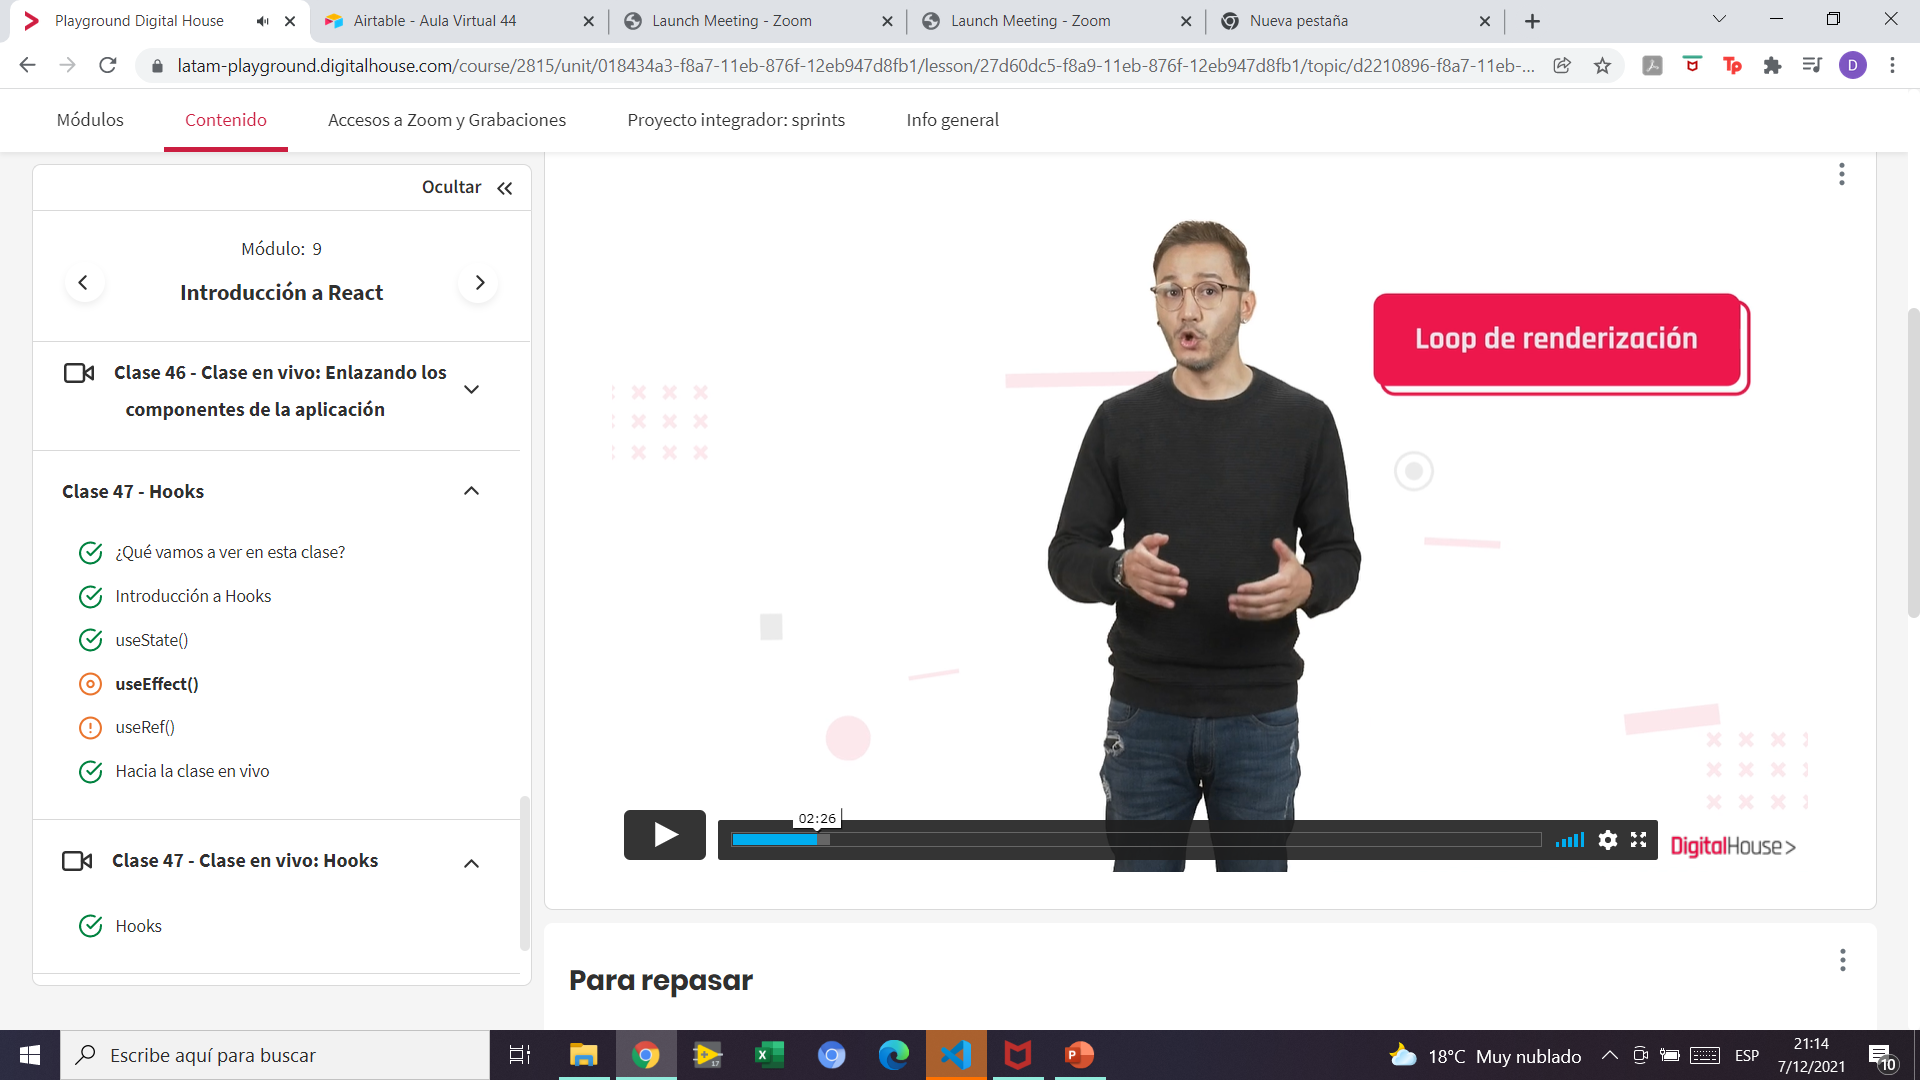 Playground Digital House
Airtable - Aula Virtual 44
Launch Meeting - Zoom
Launch Meeting - Zoom
Nueva pestaña
latam-playground.digitalhouse.com/course/2815/unit/018434a3-f8a7-11eb-876f-12eb947d8fb1/lesson/27d60dc5-f8a9-11eb-876f-12eb947d8fb1/topic/d2210896-f8a7-11eb-...
Tp
D
Módulos
Contenido
Accesos a Zoom y Grabaciones
Proyecto integrador: sprints
Info general
Ocultar
Módulo: 9
Introducción a React
Clase 46 - Clase en vivo: Enlazando los
componentes de la aplicación
Clase 47 - Hooks
¿Qué vamos a ver en esta clase?
Introducción a Hooks
useState()
useEffect()
useRef()
Hacia la clase en vivo
Clase 47 - Clase en vivo: Hooks
Hooks
Loop de renderización
02:26
DigitalHouse>
Para repasar
Escribe aquí para buscar
18°C Muy nublado
ESP
21:14
7/12/2021
10